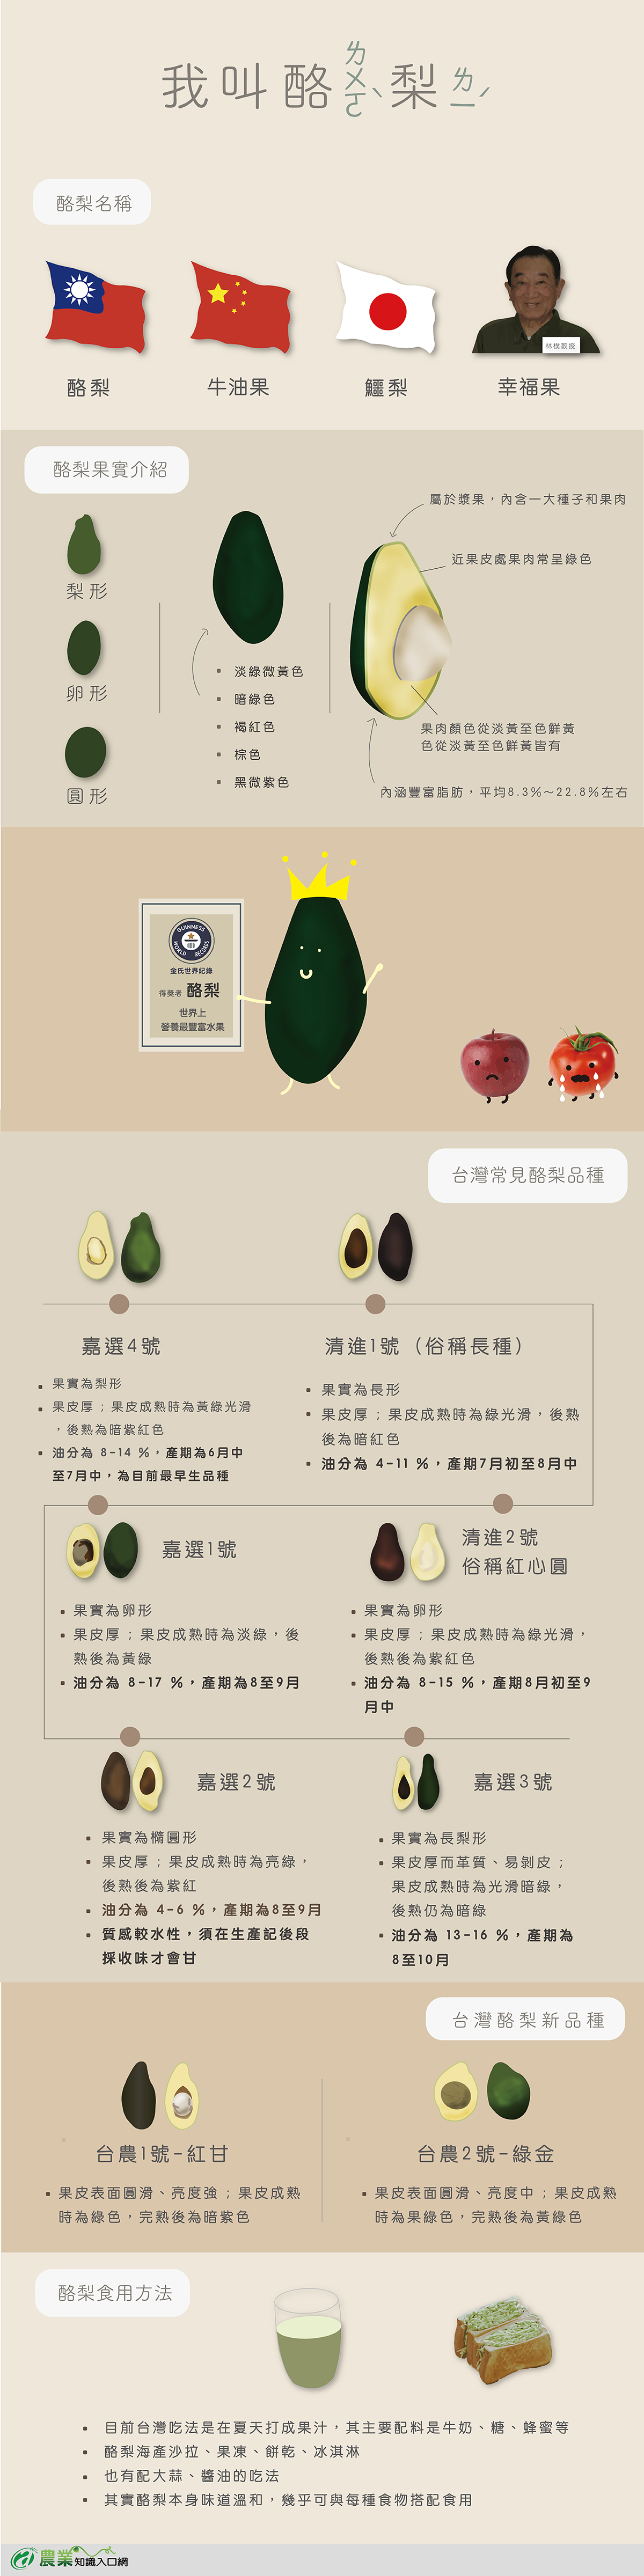 我叫酪ㄌㄨㄛˋ梨ㄌㄧˊ
酪梨名稱
林樸教授
酪梨
牛油果
鱷梨
幸福果
酪梨果實介紹
屬於漿果，內含一大種子和果肉
近果皮處果肉常呈綠色
梨形
卵形
圓形
淡綠微黃色
暗綠色
褐紅色
棕色
黑微紫色
果肉顏色從淡黃至色鮮黃
色從淡黃至色鮮黃皆有
內涵豐富脂肪，平均8.3%~22.8%左右
GUINNESS
WORLD RECORDS
金氏世界紀錄
得獎者 酪梨
世界上
營養最豐富水果
台灣常見酪梨品種
嘉選4號
果實為梨形
果皮厚；果皮成熟時為黃綠光滑
，後熟為暗紫紅色
油分為 8-14 %，產期為6月中
至7月中，為目前最早生品種
清進1號（俗稱長種）
果實為長形
果皮厚；果皮成熟時為綠光滑，後熟
後為暗紅色
油分為 4-11 %，產期7月初至8月中
嘉選1號
果實為卵形
果皮厚；果皮成熟時為淡綠，後
熟後為黃綠
油分為 8-17 %，產期為8至9月
清進2號
俗稱紅心圓
果實為卵形
果皮厚；果皮成熟時為綠光滑，
後熟後為紫紅色
油分為 8-15 %，產期8月初至9
月中
嘉選2號
果實為橢圓形
果皮厚；果皮成熟時為亮綠，
後熟後為紫紅
油分為 4-6 %，產期為8至9月
質感較水性，須在生產記後段
採收味才會甘
嘉選3號
果實為長梨形
果皮厚而革質、易剝皮；
果皮成熟時為光滑暗綠，
後熟仍為暗綠
油分為 13-16 %，產期為
8至10月
台灣酪梨新品種
台農1號-紅甘
果皮表面圓滑、亮度強；果皮成熟
時為綠色，完熟後為暗紫色
台農2號-綠金
果皮表面圓滑、亮度中；果皮成熟
時為果綠色，完熟後為黃綠色
酪梨食用方法
目前台灣吃法是在夏天打成果汁，其主要配料是牛奶、糖、蜂蜜等
酪梨海產沙拉、果凍、餅乾、冰淇淋
也有配大蒜、醬油的吃法
其實酪梨本身味道溫和，幾乎可與每種食物搭配食用
農業知識入口網